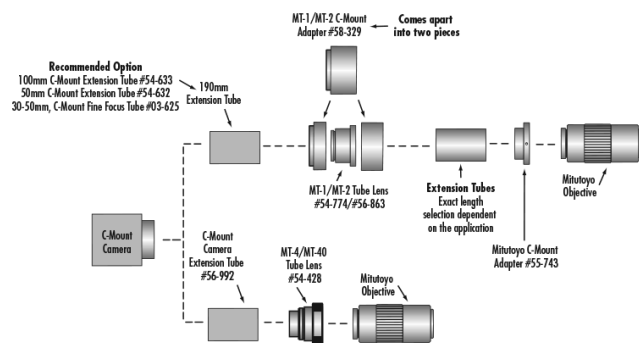 MT-1/MT-2 C-Mount
Adapter #58-329
Comes apart
into two pieces
Recommended Option
100mm C-Mount Extension Tube #54-633
50mm C-Mount Extension Tube #54-632
30-50mm, C-Mount Fine Focus Tube #03-625
190mm
Extension Tube
MT-1/MT-2 Tube Lens
#54-774/#56-863
Extension Tubes
Exact length
selection dependent
on the application
Mitutoyo
Objective
Mitutoyo C-Mount
Adapter #55-743
C-Mount
Camera
C-Mount
Camera
Extension Tube
#56-992
MT-4/MT-40
Tube Lens
#54-428
Mitutoyo
Objective